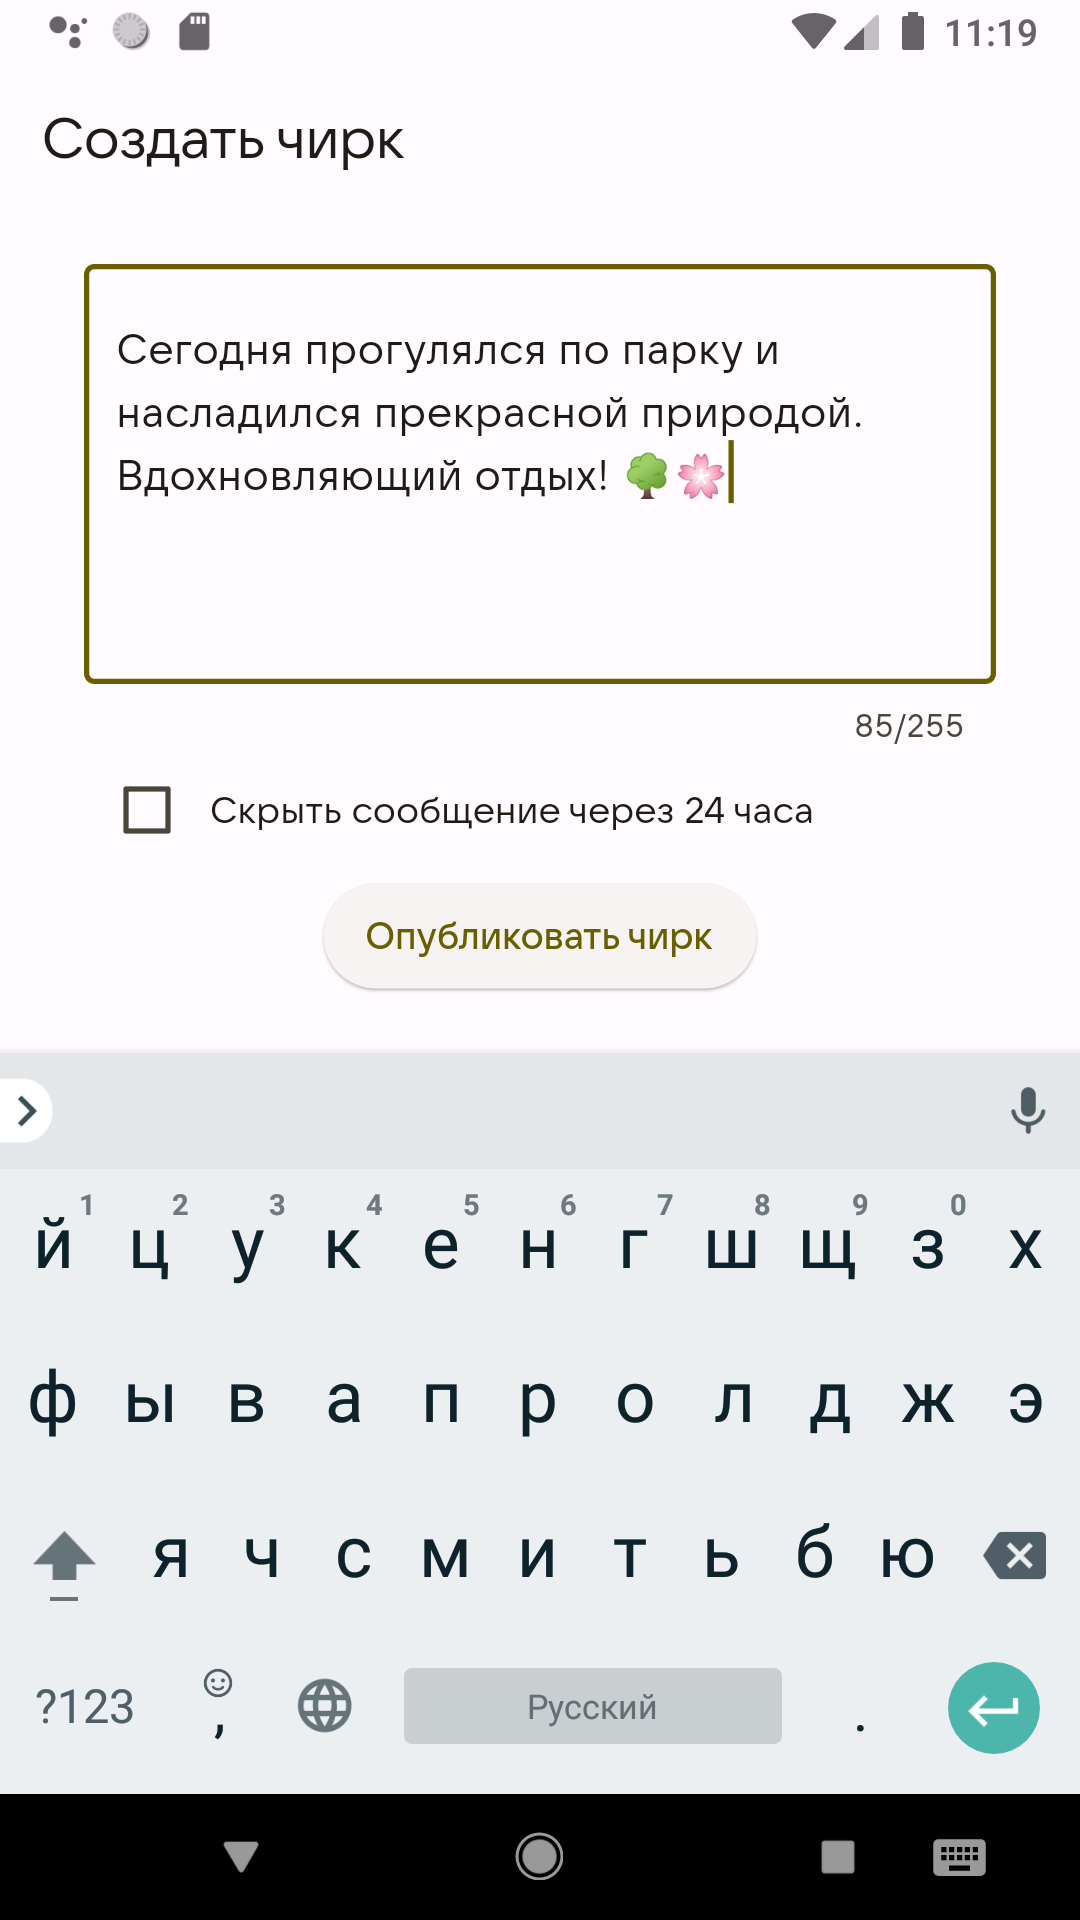 11:19
Создать чирк
Сегодня прогулялся по парку и
насладился прекрасной природой.
Вдохновляющий отдых! 🌳🌸
85/255
Скрыть сообщение через 24 часа
Опубликовать чирк
1 2 3 4 5 6 7 8 9 0
й ц у к е н г ш щ з х
ф ы в а п р о л д ж э
я ч с м и т ь б ю
?123 , Русский .